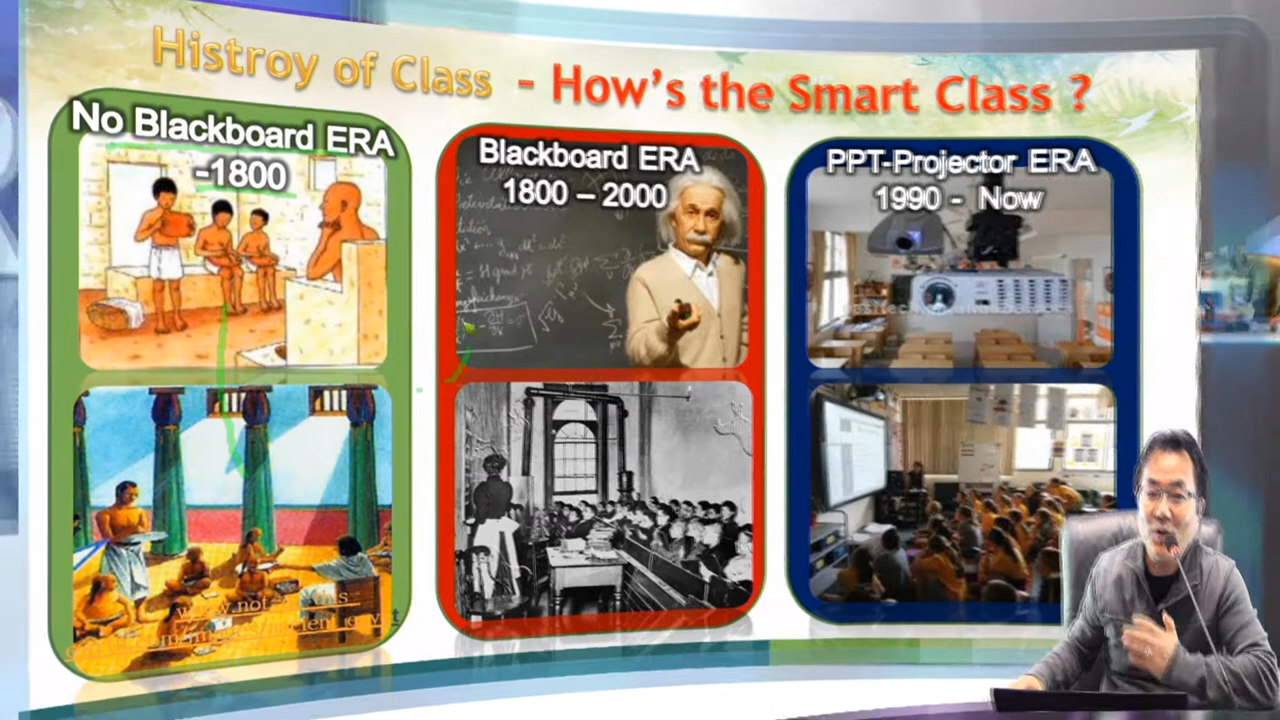 Histroy of Class - How's the Smart Class ?
No Blackboard ERA
-1800
Blackboard ERA
1800 – 2000
PPT-Projector ERA
1990 - Now